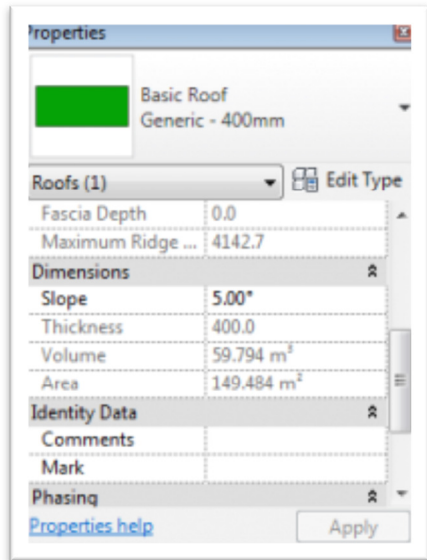 Properties
Basic Roof
Generic - 400mm
Roofs (1) Edit Type
Fascia Depth 0.0
Maximum Ridge ... 4142.7
Dimensions
Slope 5.00°
Thickness 400.0
Volume 59.794 m³
Area 149.484 m²
Identity Data
Comments
Mark
Phasing
Properties help Apply